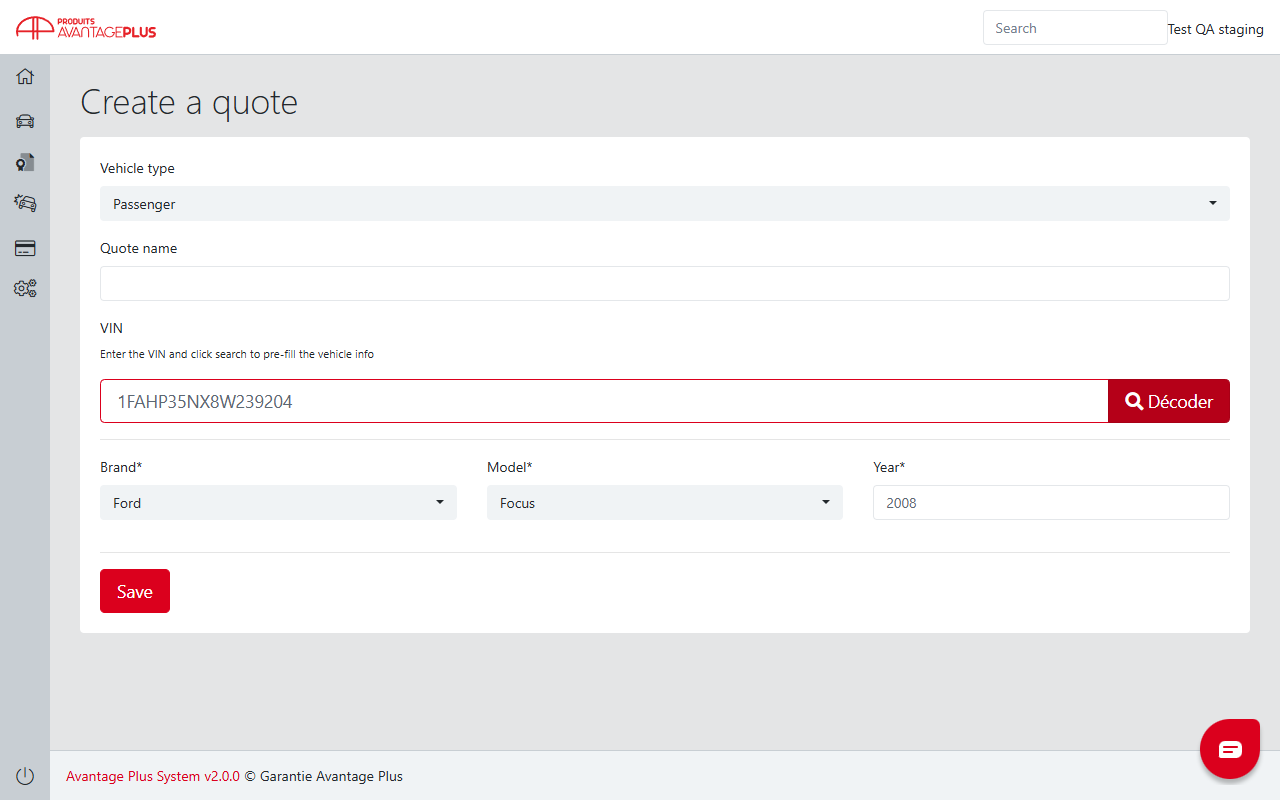 PRODUITS
AVANTAGEPLUS
Search
Test QA staging
Create a quote
Vehicle type
Passenger
Quote name
VIN
Enter the VIN and click search to pre-fill the vehicle info
1FAHP35NX8W239204
Décoder
Brand* Model* Year*
Ford Focus 2008
Save
Avantage Plus System v2.0.0 © Garantie Avantage Plus